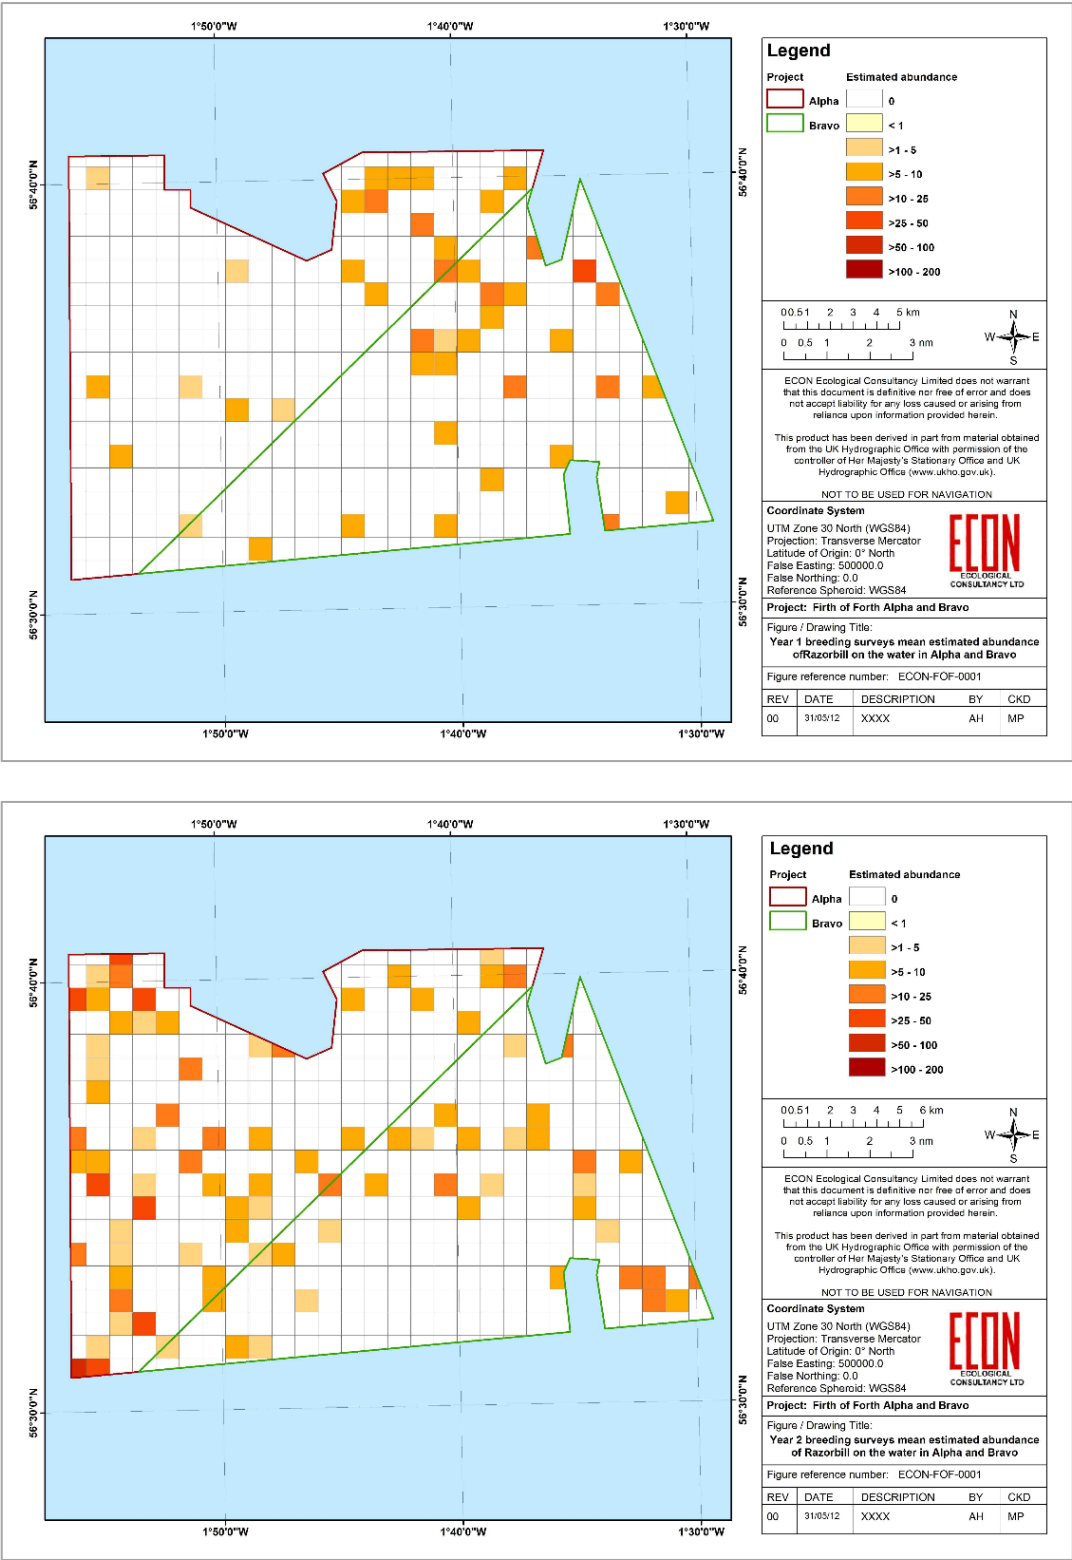 1°50'0"W 1°40'0"W 1°30'0"W
56°40'0"N
56°40'0"N
56°30'0"N
56°30'0"N
1°50'0"W 1°40'0"W 1°30'0"W
Legend
Project Estimated abundance
Alpha 0
Bravo < 1
>1 - 5
>5 - 10
>10 - 25
>25 - 50
>50 - 100
>100 - 200
00.51 2 3 4 5 km
0 0.5 1 2 3 nm
N
W E
S
ECON Ecological Consultancy Limited does not warrant
that this document is definitive nor free of error and does
not accept liability for any loss caused or arising from
reliance upon information provided herein.
This product has been derived in part from material obtained
from the UK Hydrographic Office with permission of the
controller of Her Majesty's Stationary Office and UK
Hydrographic Office (www.ukho.gov.uk).
NOT TO BE USED FOR NAVIGATION
Coordinate System
UTM Zone 30 North (WGS84)
Projection: Transverse Mercator
Latitude of Origin: 0° North
False Easting: 500000.0
False Northing: 0.0
Reference Spheroid: WGS84
ECON
ECOLOGICAL
CONSULTANCY LTD
Project: Firth of Forth Alpha and Bravo
Figure / Drawing Title:
Year 1 breeding surveys mean estimated abundance
ofRazorbill on the water in Alpha and Bravo
Figure reference number: ECON-FOF-0001
REV DATE DESCRIPTION BY CKD
00 31/05/12 XXXX AH MP
1°50'0"W 1°40'0"W 1°30'0"W
56°40'0"N
56°40'0"N
56°30'0"N
56°30'0"N
1°50'0"W 1°40'0"W 1°30'0"W
Legend
Project Estimated abundance
Alpha 0
Bravo < 1
>1 - 5
>5 - 10
>10 - 25
>25 - 50
>50 - 100
>100 - 200
00.51 2 3 4 5 6 km
0 0.5 1 2 3 nm
N
W E
S
ECON Ecological Consultancy Limited does not warrant
that this document is definitive nor free of error and does
not accept liability for any loss caused or arising from
reliance upon information provided herein.
This product has been derived in part from material obtained
from the UK Hydrographic Office with permission of the
controller of Her Majesty's Stationary Office and UK
Hydrographic Office (www.ukho.gov.uk).
NOT TO BE USED FOR NAVIGATION
Coordinate System
UTM Zone 30 North (WGS84)
Projection: Transverse Mercator
Latitude of Origin: 0° North
False Easting: 500000.0
False Northing: 0.0
Reference Spheroid: WGS84
ECON
ECOLOGICAL
CONSULTANCY LTD
Project: Firth of Forth Alpha and Bravo
Figure / Drawing Title:
Year 2 breeding surveys mean estimated abundance
of Razorbill on the water in Alpha and Bravo
Figure reference number: ECON-FOF-0001
REV DATE DESCRIPTION BY CKD
00 31/05/12 XXXX AH MP